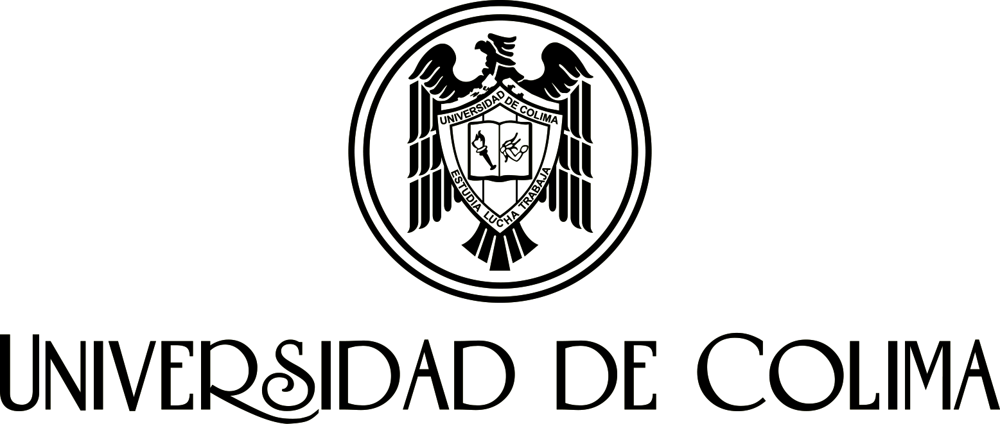 UNIVERSIDAD DE COLIMA
ESTUDIA LUCHA TRABAJA
UNIVERSIDAD DE COLIMA